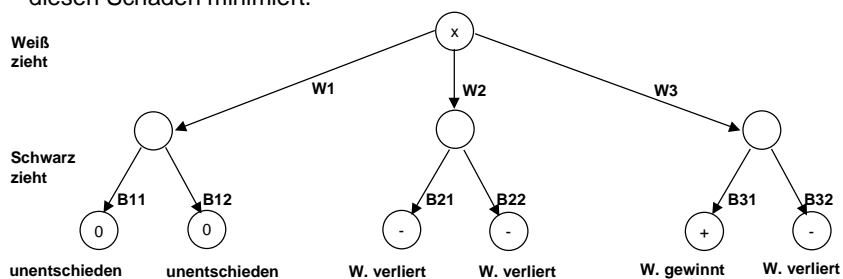 diesen Schaden minimiert.
x
Weiß
zieht
W1
W2
W3
Schwarz
zieht
B11
B12
B21
B22
B31
B32
0
0
-
-
+
-
unentschieden
unentschieden
W. verliert
W. verliert
W. gewinnt
W. verliert